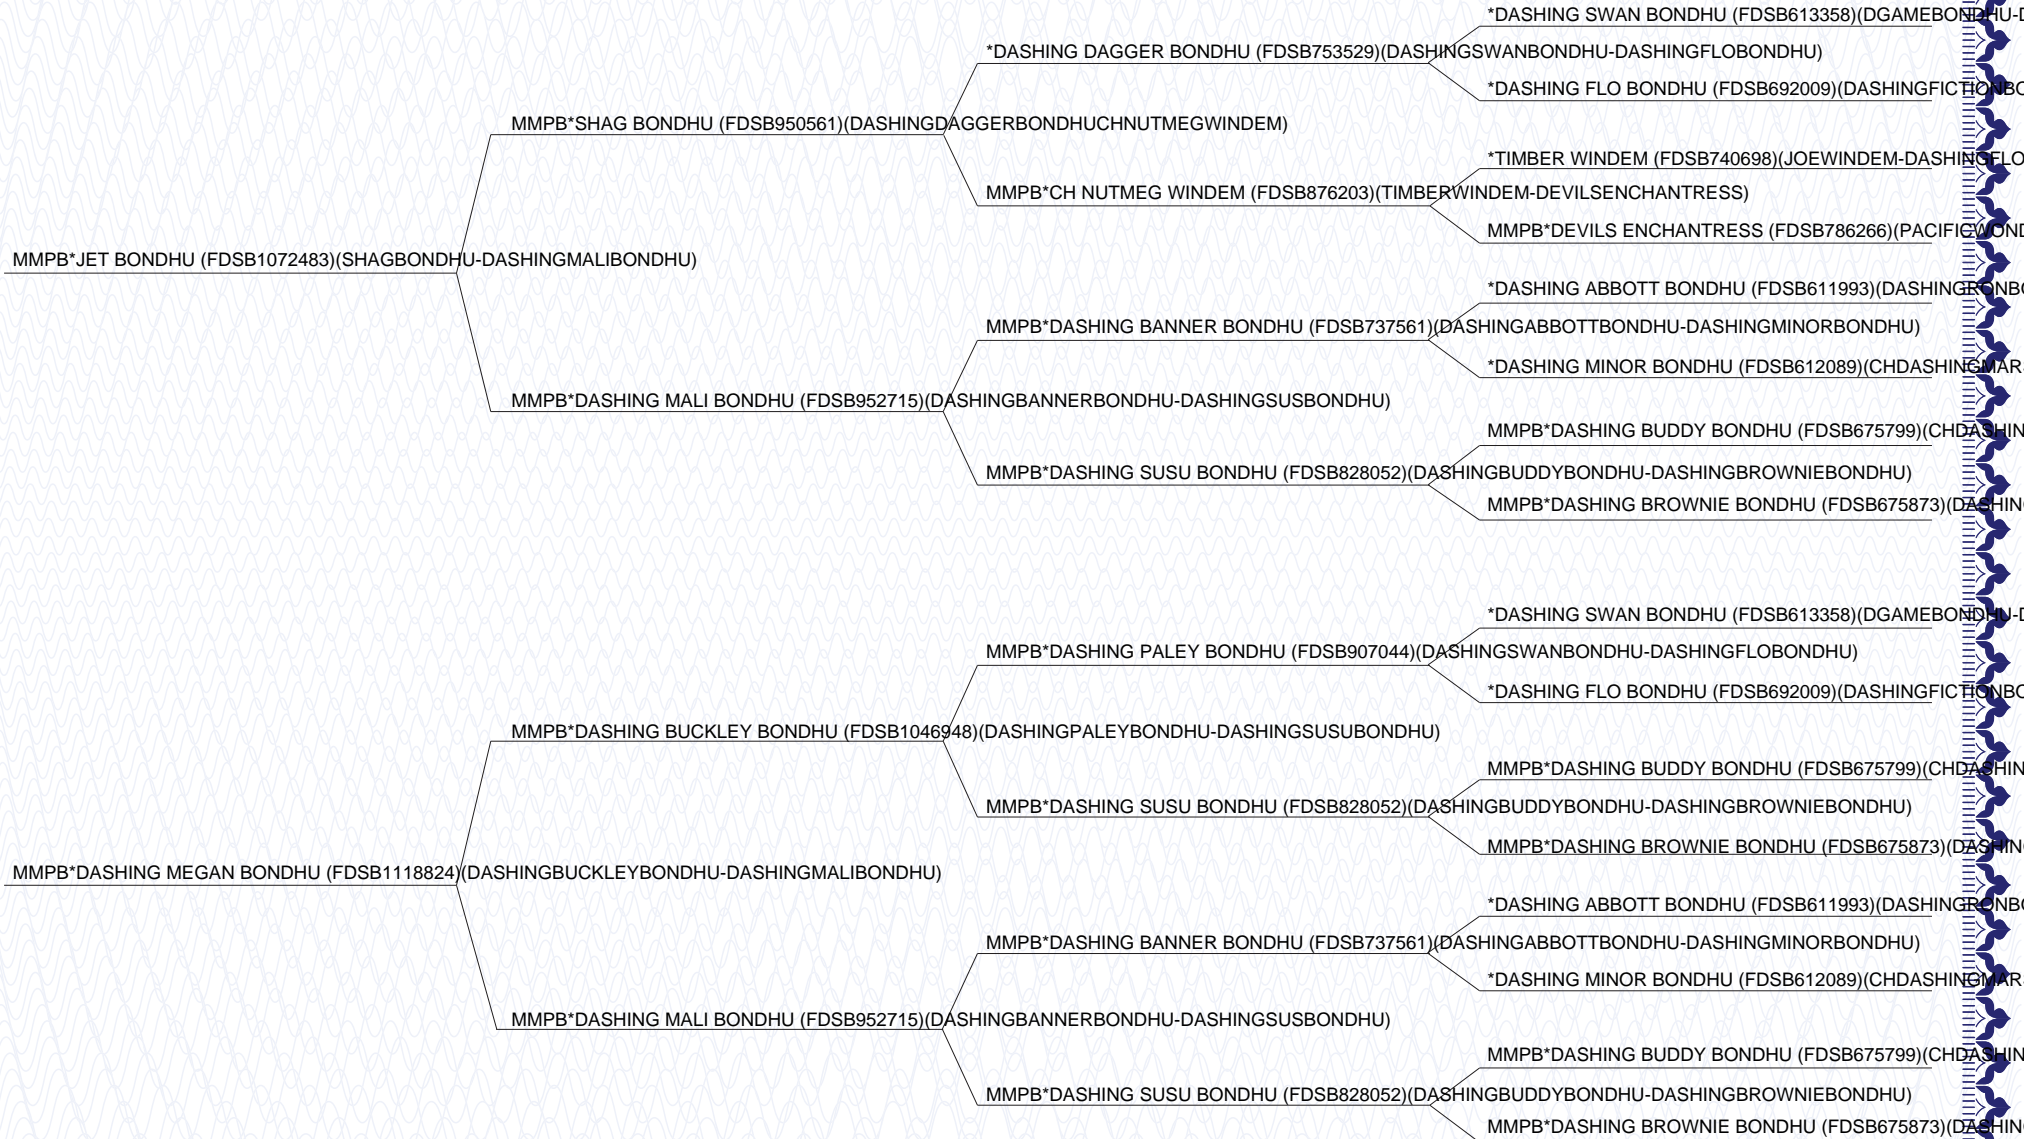 *DASHING SWAN BONDHU (FDSB613358)(DGAMEBONDHU-D
*DASHING DAGGER BONDHU (FDSB753529)(DASHINGSWANBONDHU-DASHINGFLOBONDHU)
*DASHING FLO BONDHU (FDSB692009)(DASHINGFICTIONBO
MMPB*SHAG BONDHU (FDSB950561)(DASHINGDAGGERBONDHUCHNUTMEGWINDEM)
*TIMBER WINDEM (FDSB740698)(JOEWINDEM-DASHINGFLO
MMPB*CH NUTMEG WINDEM (FDSB876203)(TIMBERWINDEM-DEVILSENCHANTRESS)
MMPB*DEVILS ENCHANTRESS (FDSB786266)(PACIFICWOND
MMPB*JET BONDHU (FDSB1072483)(SHAGBONDHU-DASHINGMALIBONDHU)
*DASHING ABBOTT BONDHU (FDSB611993)(DASHINGRONBO
MMPB*DASHING BANNER BONDHU (FDSB737561)(DASHINGABBOTTBONDHU-DASHINGMINORBONDHU)
*DASHING MINOR BONDHU (FDSB612089)(CHDASHINGMAR
MMPB*DASHING MALI BONDHU (FDSB952715)(DASHINGBANNERBONDHU-DASHINGSUSBONDHU)
MMPB*DASHING BUDDY BONDHU (FDSB675799)(CHDASHIN
MMPB*DASHING SUSU BONDHU (FDSB828052)(DASHINGBUDDYBONDHU-DASHINGBROWNIEBONDHU)
MMPB*DASHING BROWNIE BONDHU (FDSB675873)(DASHIN
*DASHING SWAN BONDHU (FDSB613358)(DGAMEBONDHU-D
MMPB*DASHING PALEY BONDHU (FDSB907044)(DASHINGSWANBONDHU-DASHINGFLOBONDHU)
*DASHING FLO BONDHU (FDSB692009)(DASHINGFICTIONBO
MMPB*DASHING BUCKLEY BONDHU (FDSB1046948)(DASHINGPALEYBONDHU-DASHINGSUSUBONDHU)
MMPB*DASHING BUDDY BONDHU (FDSB675799)(CHDASHIN
MMPB*DASHING SUSU BONDHU (FDSB828052)(DASHINGBUDDYBONDHU-DASHINGBROWNIEBONDHU)
MMPB*DASHING BROWNIE BONDHU (FDSB675873)(DASHIN
MMPB*DASHING MEGAN BONDHU (FDSB1118824)(DASHINGBUCKLEYBONDHU-DASHINGMALIBONDHU)
*DASHING ABBOTT BONDHU (FDSB611993)(DASHINGRONBO
MMPB*DASHING BANNER BONDHU (FDSB737561)(DASHINGABBOTTBONDHU-DASHINGMINORBONDHU)
*DASHING MINOR BONDHU (FDSB612089)(CHDASHINGMAR
MMPB*DASHING MALI BONDHU (FDSB952715)(DASHINGBANNERBONDHU-DASHINGSUSBONDHU)
MMPB*DASHING BUDDY BONDHU (FDSB675799)(CHDASHIN
MMPB*DASHING SUSU BONDHU (FDSB828052)(DASHINGBUDDYBONDHU-DASHINGBROWNIEBONDHU)
MMPB*DASHING BROWNIE BONDHU (FDSB675873)(DASHIN